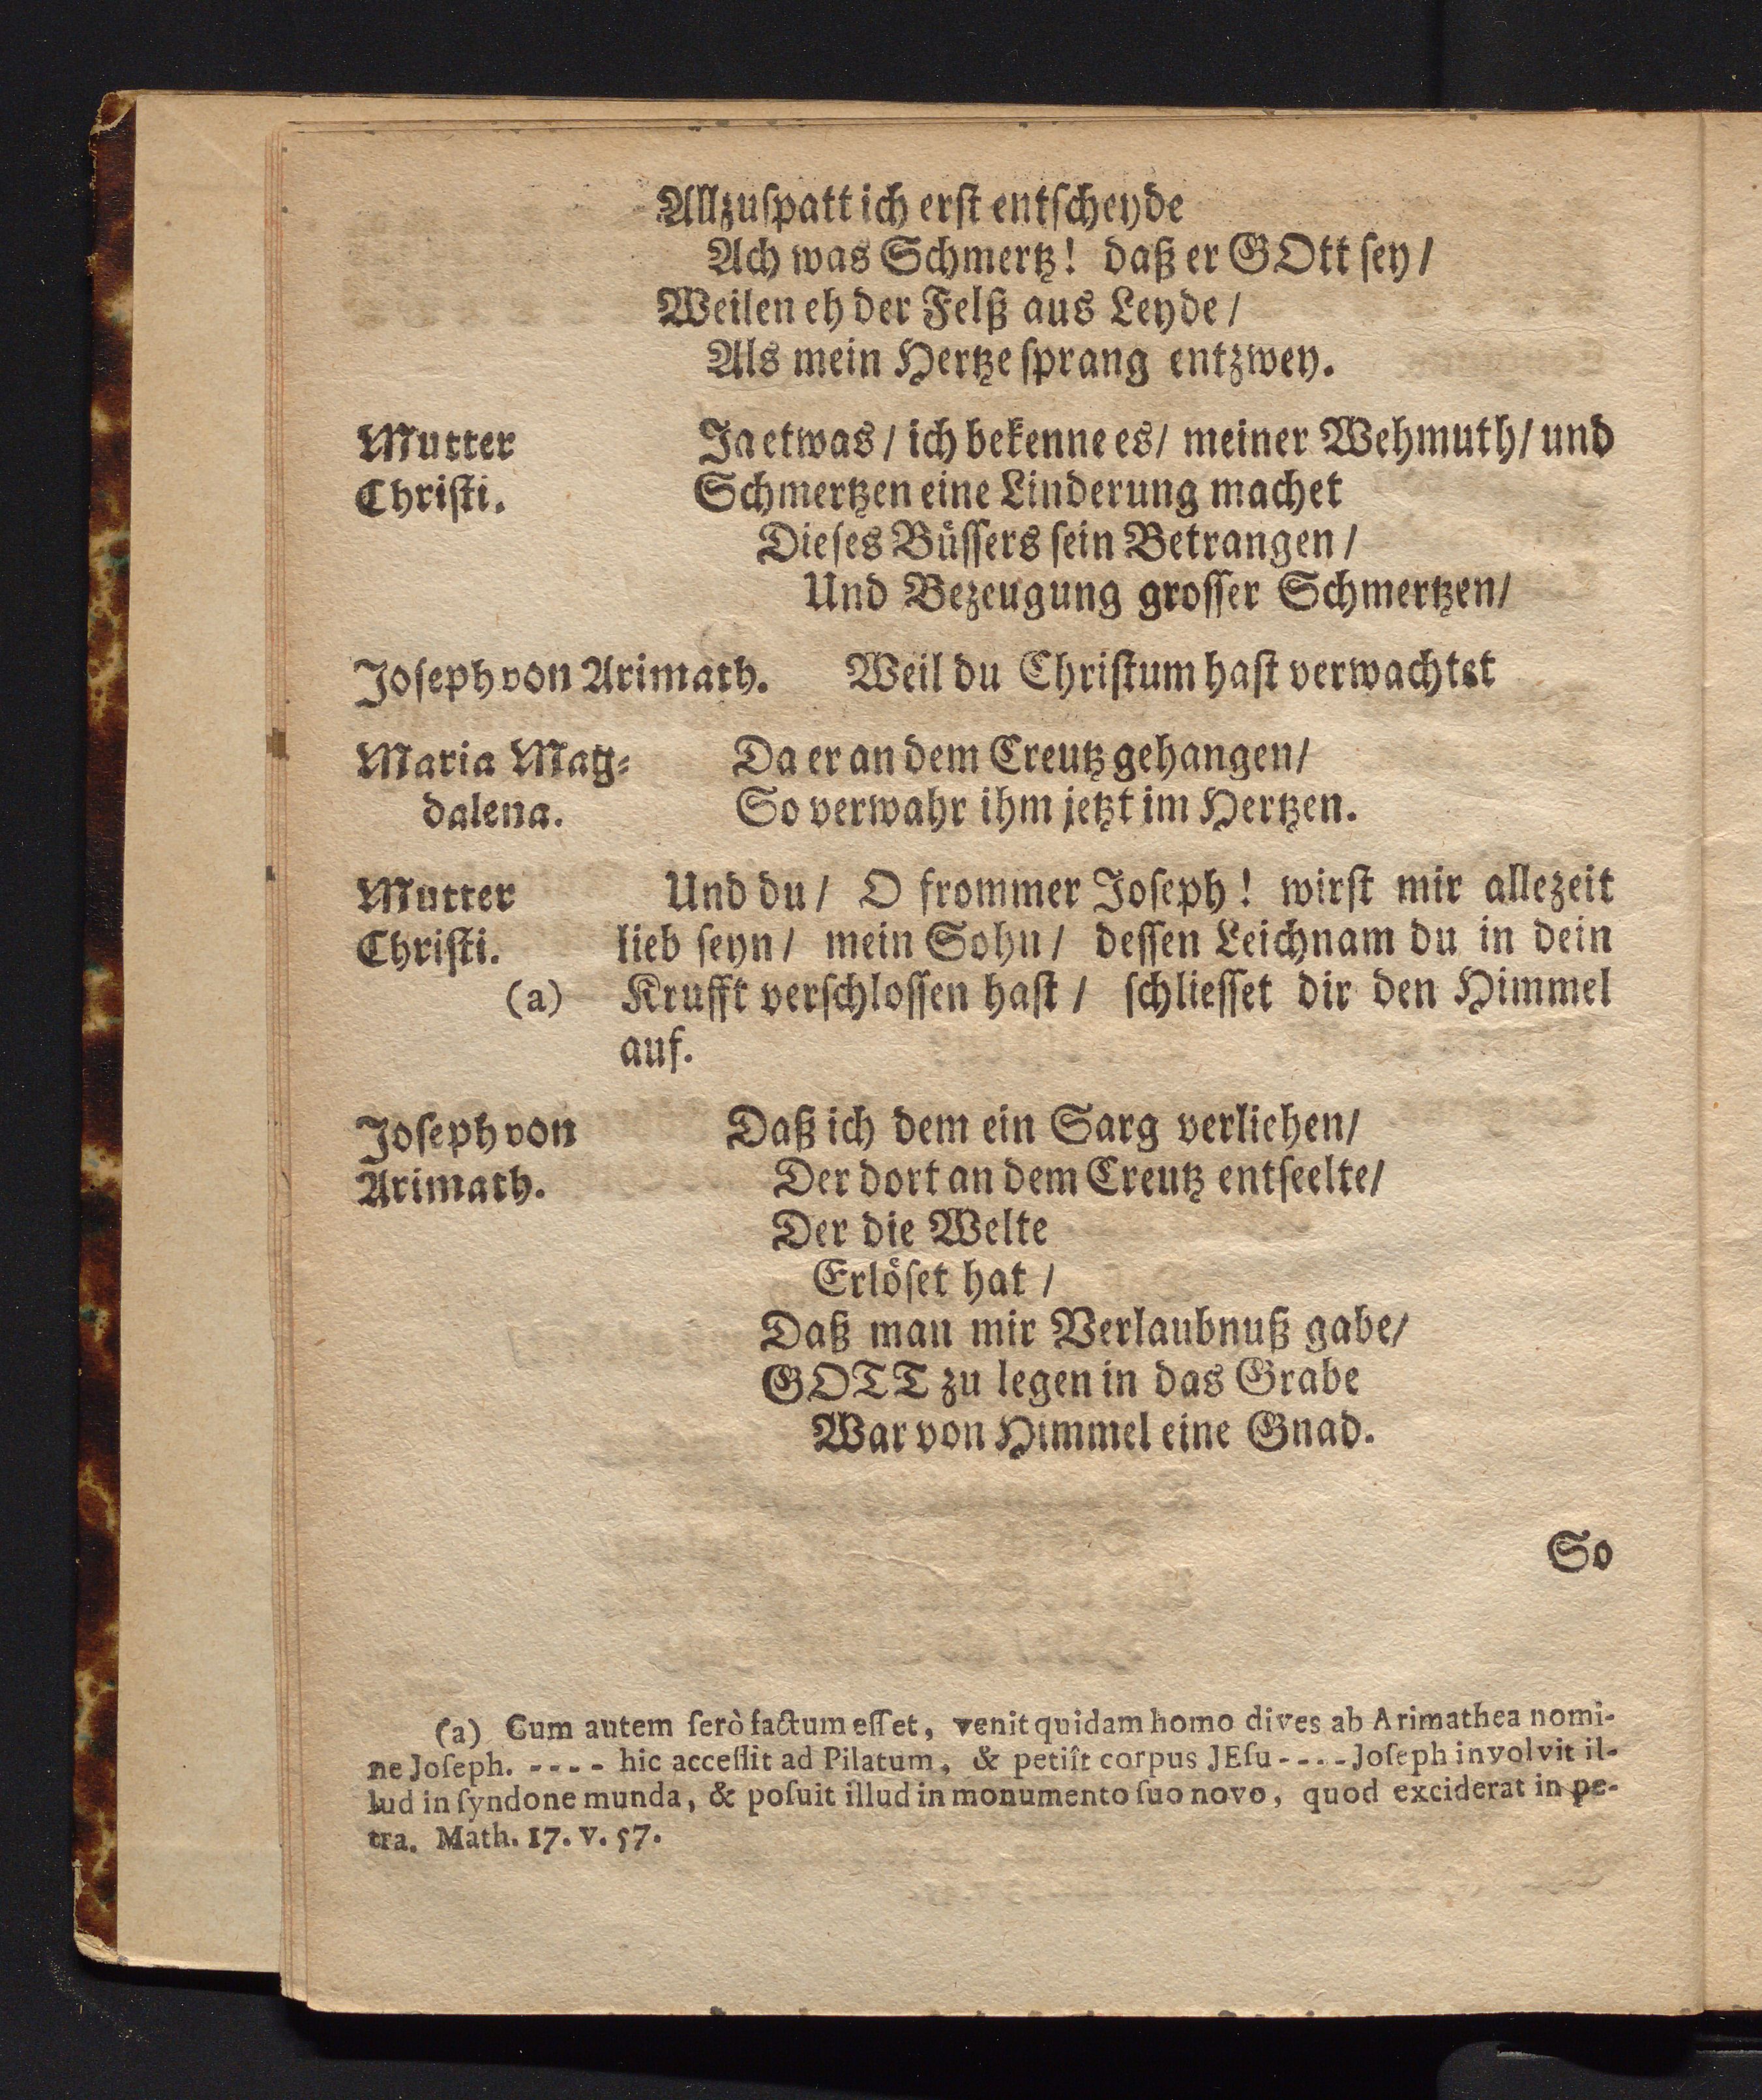 Allzuſpatt ich erſt entſcheyde
Ach was Schmertz! daß er GOtt ſey /
Weilen eh der Felß aus Leyde /
Als mein Hertze ſprang entzwey.
Mutter Ja etwas / ich bekenne es / meiner Wehmuth / und
Chriſti. Schmertzen eine Linderung machet
Dieſes Büſſers ſein Betrangen /
Und Bezeugung groſſer Schmertzen /
Joſeph von Arimath. Weil du Chriſtum haſt verwachtet
Maria Mag⸗ Da er an dem Creutz gehangen /
dalena. So verwahr ihm jetzt im Hertzen.
Mutter Und du / O frommer Joſeph! wirſt mir allezeit
Chriſti. lieb ſeyn / mein Sohn / deſſen Leichnam du in dein
(a) Krufft verſchloſſen haſt / ſchlieſſet dir den Himmel
auf.
Joſeph von Daß ich dem ein Sarg verliehen /
Arimath. Der dort an dem Creutz entſeelte /
Der die Welte
Erlöſet hat /
Daß man mir Verlaubnuß gabe /
GOTT zu legen in das Grabe
War von Himmel eine Gnad.
So
(a) Cum autem ſerò factum eſſet, venit quidam homo dives ab Arimathea nomi-
ne Joſeph. - - - - hic acceſſit ad Pilatum, & petiît corpus JEſu - - - - Joſeph involvit il-
lud in ſyndone munda, & poſuit illud in monumento ſuo novo, quod exciderat in pe-
tra. Math. 17. v. 57.